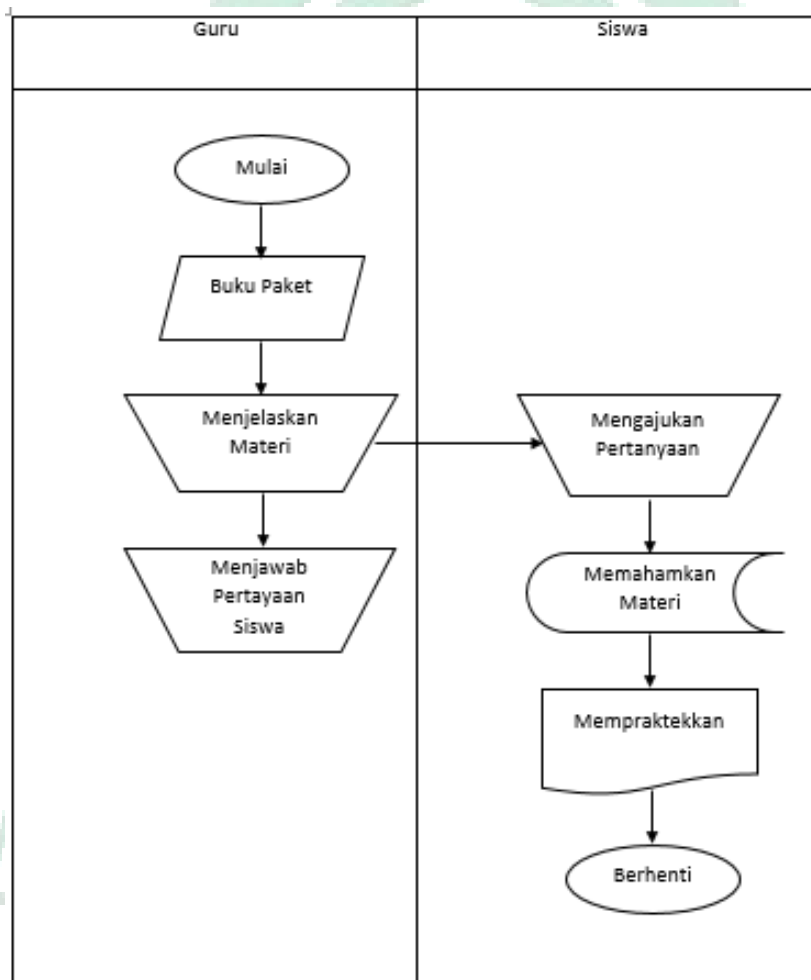 Guru
Siswa
Mulai
Buku Paket
Menjelaskan
Materi
Mengajukan
Pertanyaan
Menjawab
Pertayaan
Siswa
Memahamkan
Materi
Mempraktekkan
Berhenti